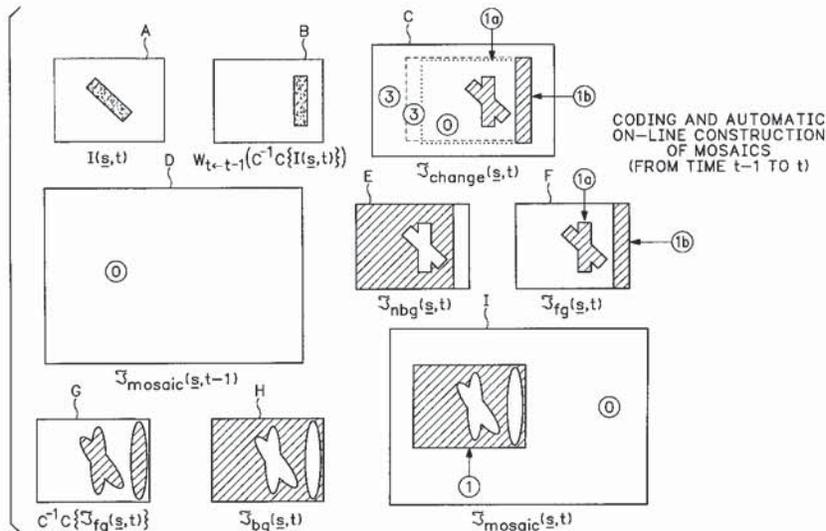 A
B
C
1a
3
3
0
1b
I(s,t)
W t←t-1 (C⁻¹C{I(s,t)})
ℑchange(s,t)
CODING AND AUTOMATIC
ON-LINE CONSTRUCTION
OF MOSAICS
(FROM TIME t-1 TO t)
D
E
1a
F
0
1b
ℑnbg(s,t)
ℑfg(s,t)
ℑmosaic(s,t-1)
I
G
H
0
1
C⁻¹C{ℑfg(s,t)}
ℑbg(s,t)
ℑmosaic(s,t)